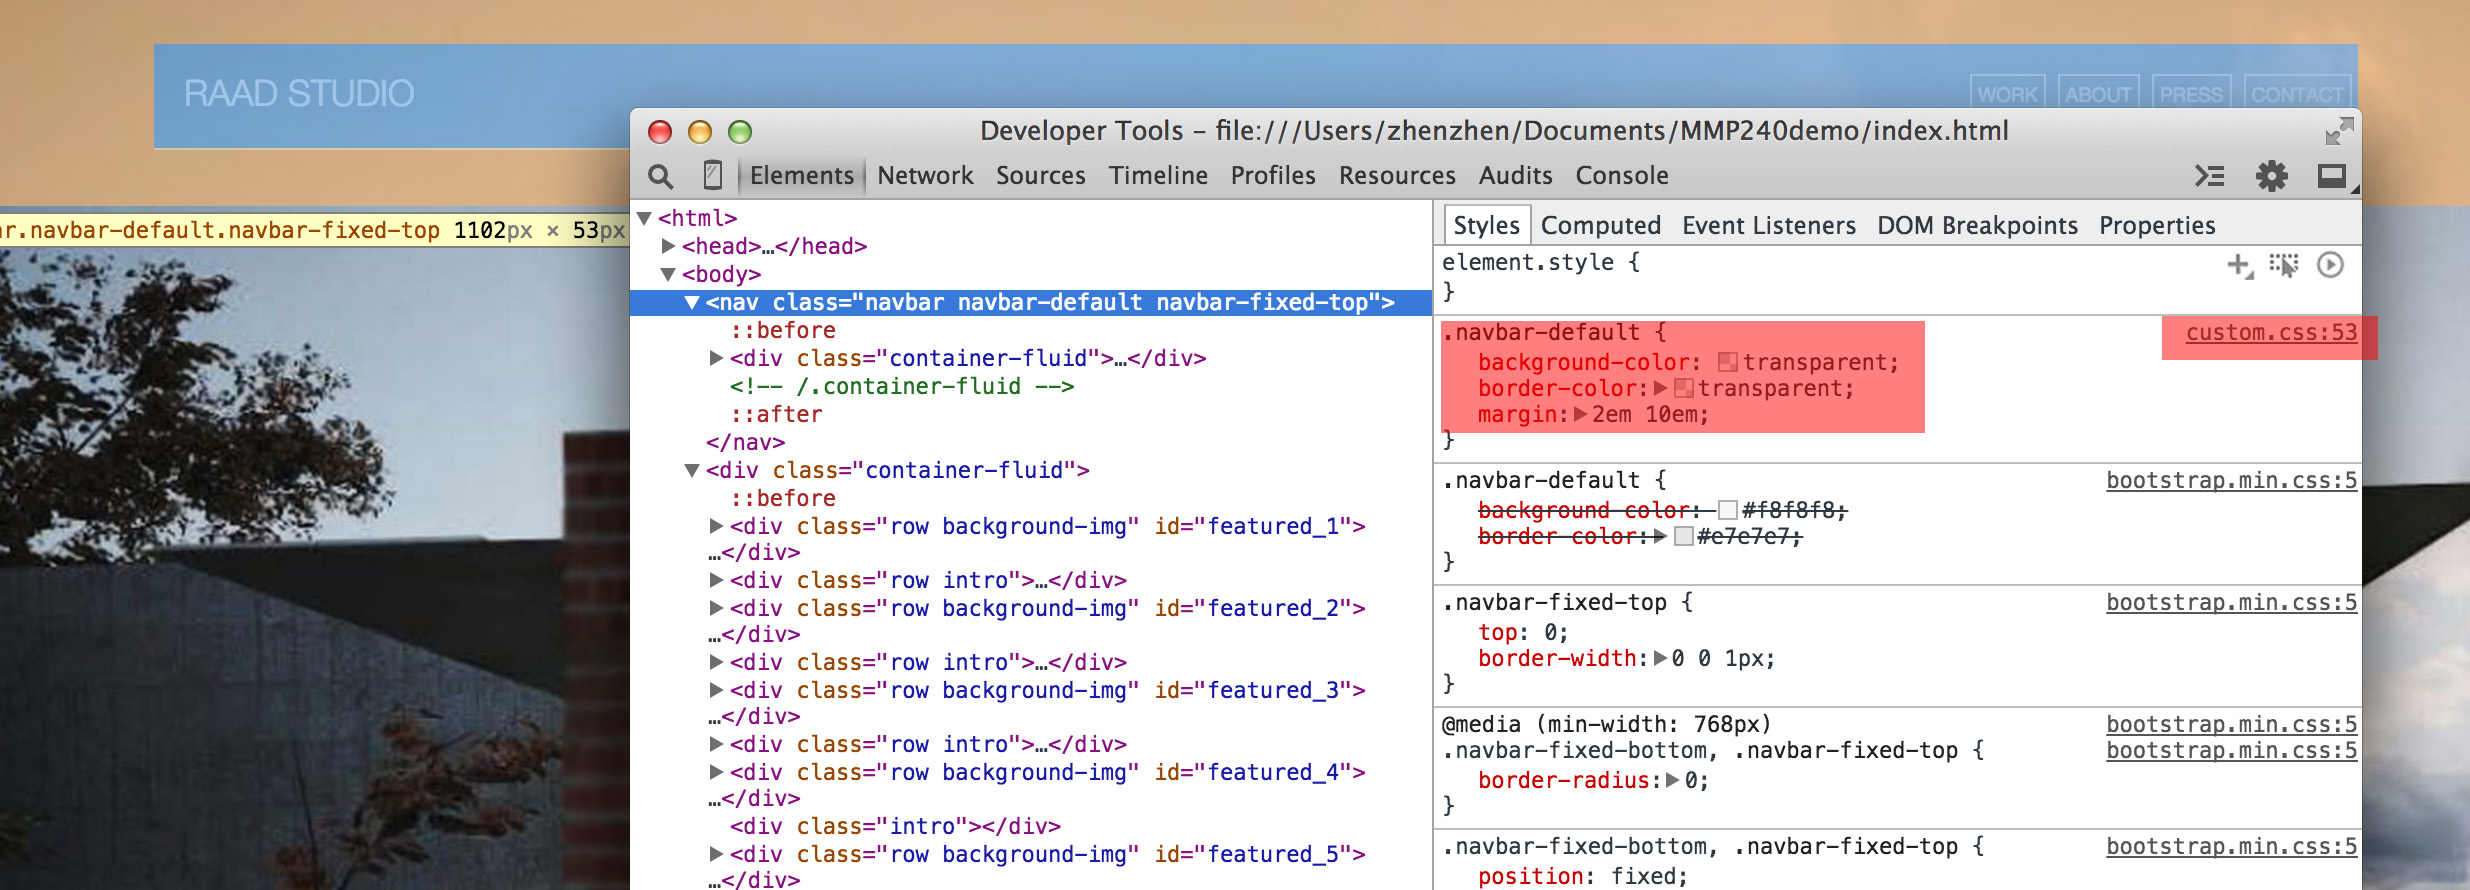 RAAD STUDIO
WORK ABOUT PRESS CONTACT
Developer Tools - file:///Users/zhenzhen/Documents/MMP240demo/index.html
Elements Network Sources Timeline Profiles Resources Audits Console
.navbar-default.navbar-fixed-top 1102px × 53px
<html>
<head>…</head>
<body>
<nav class="navbar navbar-default navbar-fixed-top">
::before
<div class="container-fluid">…</div>
<!-- /.container-fluid -->
::after
</nav>
<div class="container-fluid">
::before
<div class="row background-img" id="featured_1">
…</div>
<div class="row intro">…</div>
<div class="row background-img" id="featured_2">
…</div>
<div class="row intro">…</div>
<div class="row background-img" id="featured_3">
…</div>
<div class="row intro">…</div>
<div class="row background-img" id="featured_4">
…</div>
<div class="intro"></div>
<div class="row background-img" id="featured_5">
…</div>
Styles Computed Event Listeners DOM Breakpoints Properties
element.style {
}
.navbar-default { custom.css:53
background-color: transparent;
border-color: transparent;
margin: 2em 10em;
}
.navbar-default { bootstrap.min.css:5
background-color: #f8f8f8;
border-color: #e7e7e7;
}
.navbar-fixed-top { bootstrap.min.css:5
top: 0;
border-width: 0 0 1px;
}
@media (min-width: 768px) bootstrap.min.css:5
.navbar-fixed-bottom, .navbar-fixed-top { bootstrap.min.css:5
border-radius: 0;
}
.navbar-fixed-bottom, .navbar-fixed-top { bootstrap.min.css:5
position: fixed;